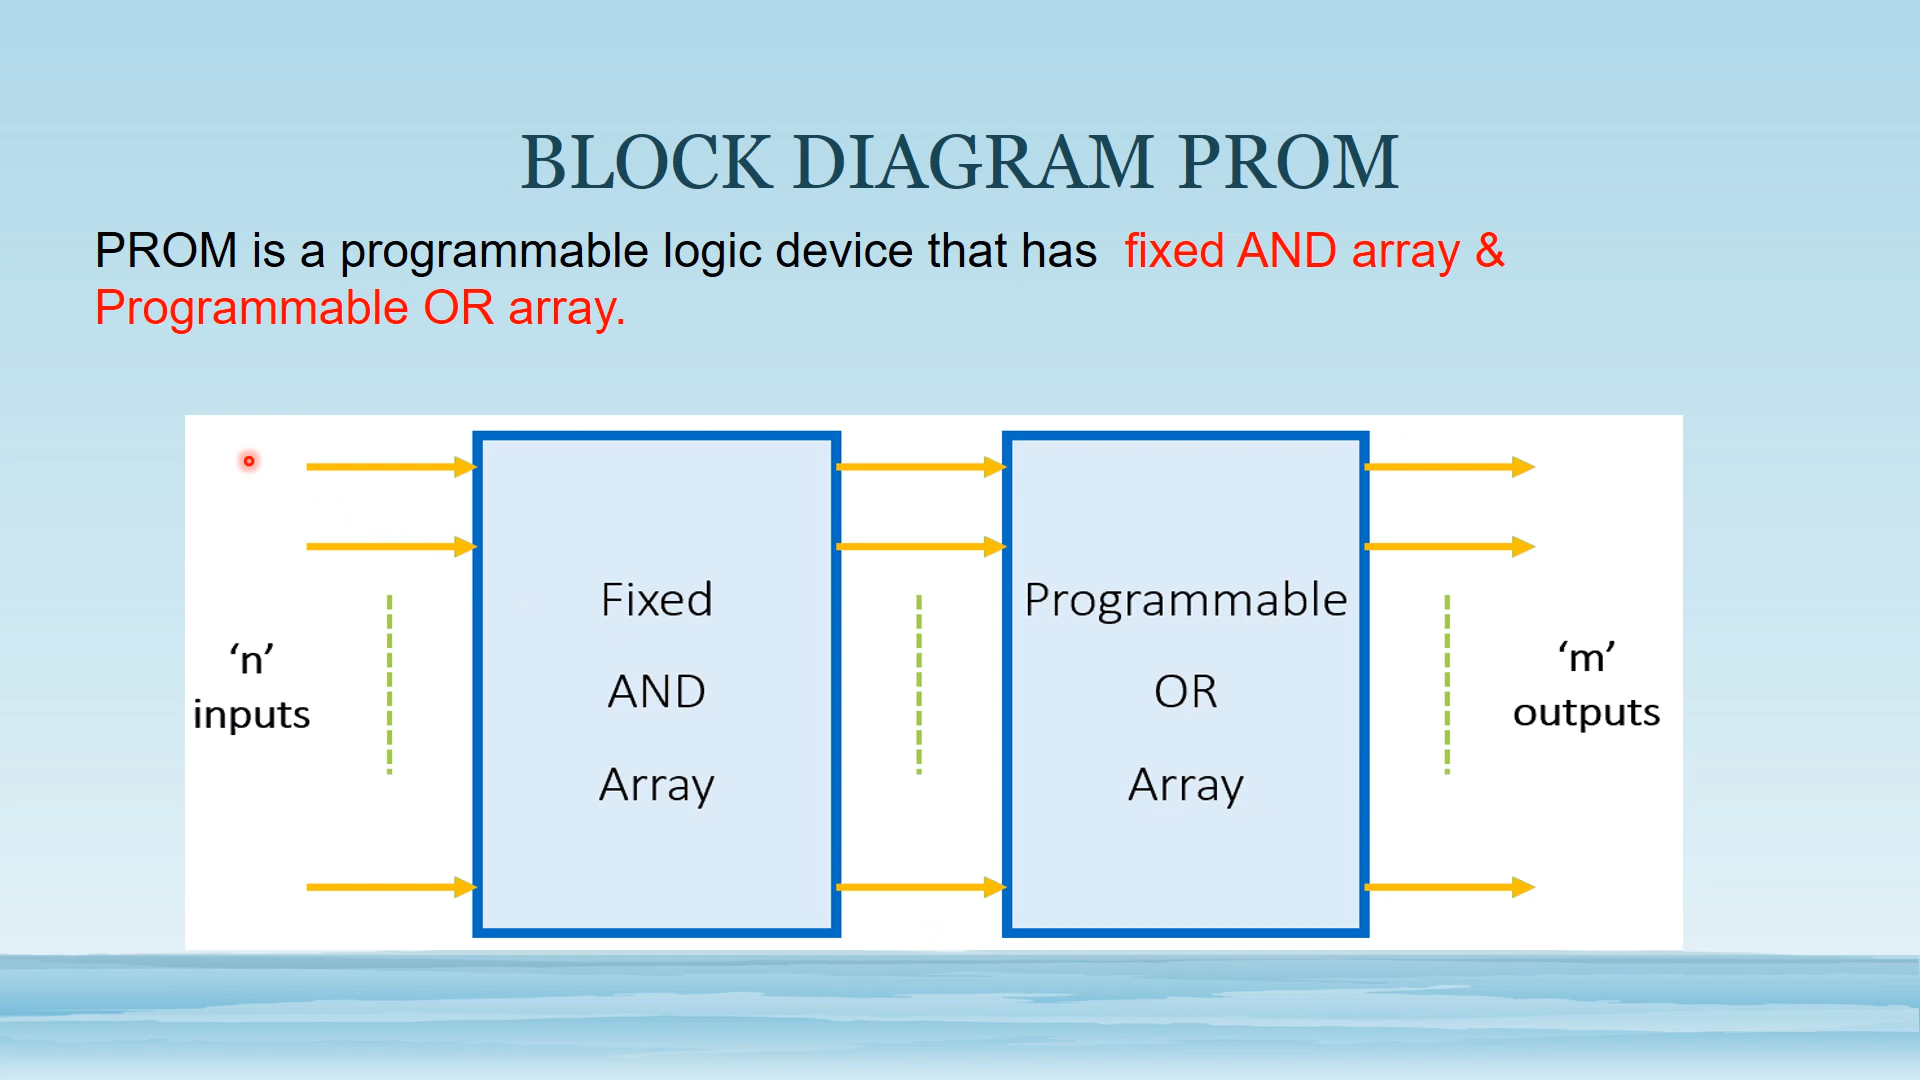 BLOCK DIAGRAM PROM
PROM is a programmable logic device that has fixed AND array &
Programmable OR array.
‘n’
inputs
Fixed
AND
Array
Programmable
OR
Array
‘m’
outputs